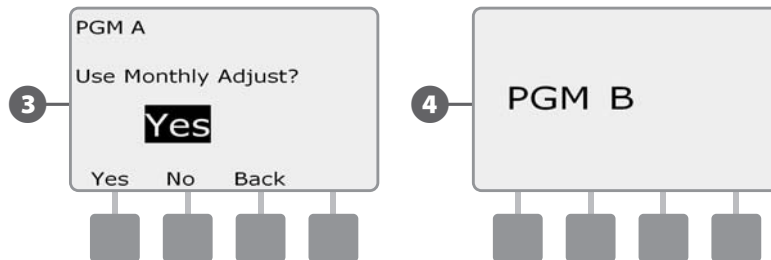 PGM A
Use Monthly Adjust?
3
Yes
Yes No Back
4
PGM B